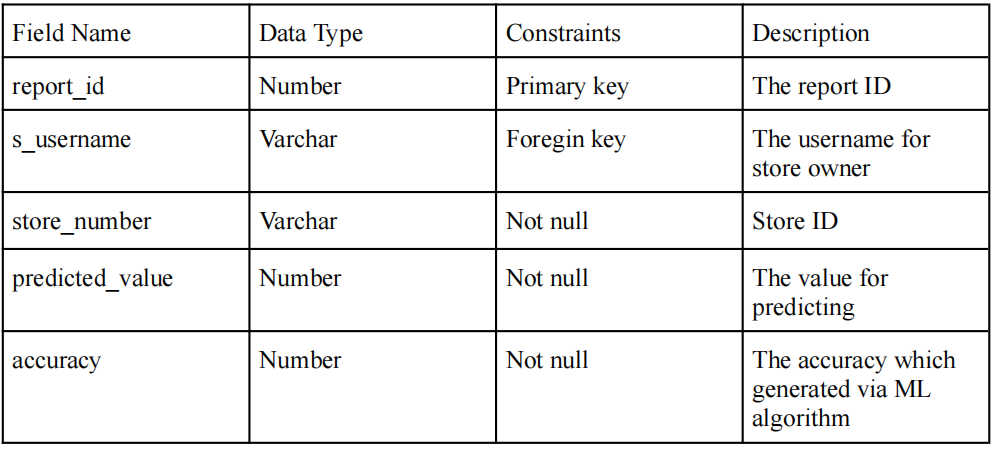 Field Name Data Type Constraints Description
report_id Number Primary key The report ID
s_username Varchar Foregin key The username for
store owner
store_number Varchar Not null Store ID
predicted_value Number Not null The value for
predicting
accuracy Number Not null The accuracy which
generated via ML
algorithm